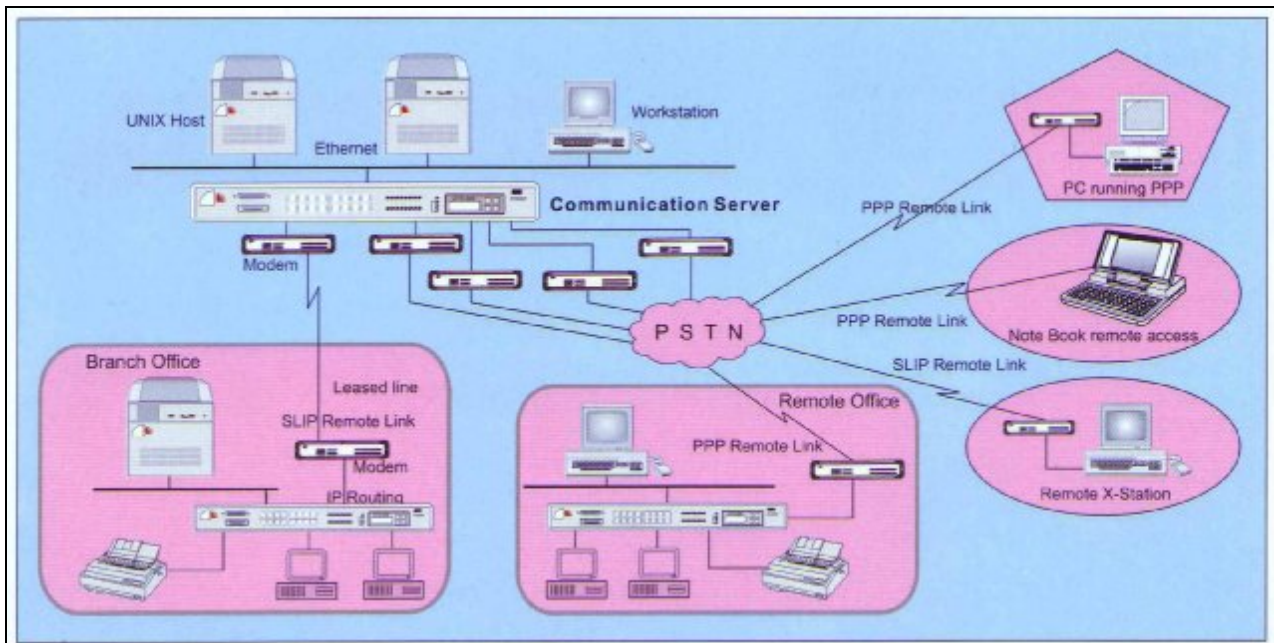 UNIX Host
Ethernet
Workstation
Communication Server
Modem
PSTN
PPP Remote Link
PC running PPP
PPP Remote Link
Note Book remote access
SLIP Remote Link
Remote X-Station
Branch Office
Leased line
SLIP Remote Link
Modem
IP Routing
Remote Office
PPP Remote Link